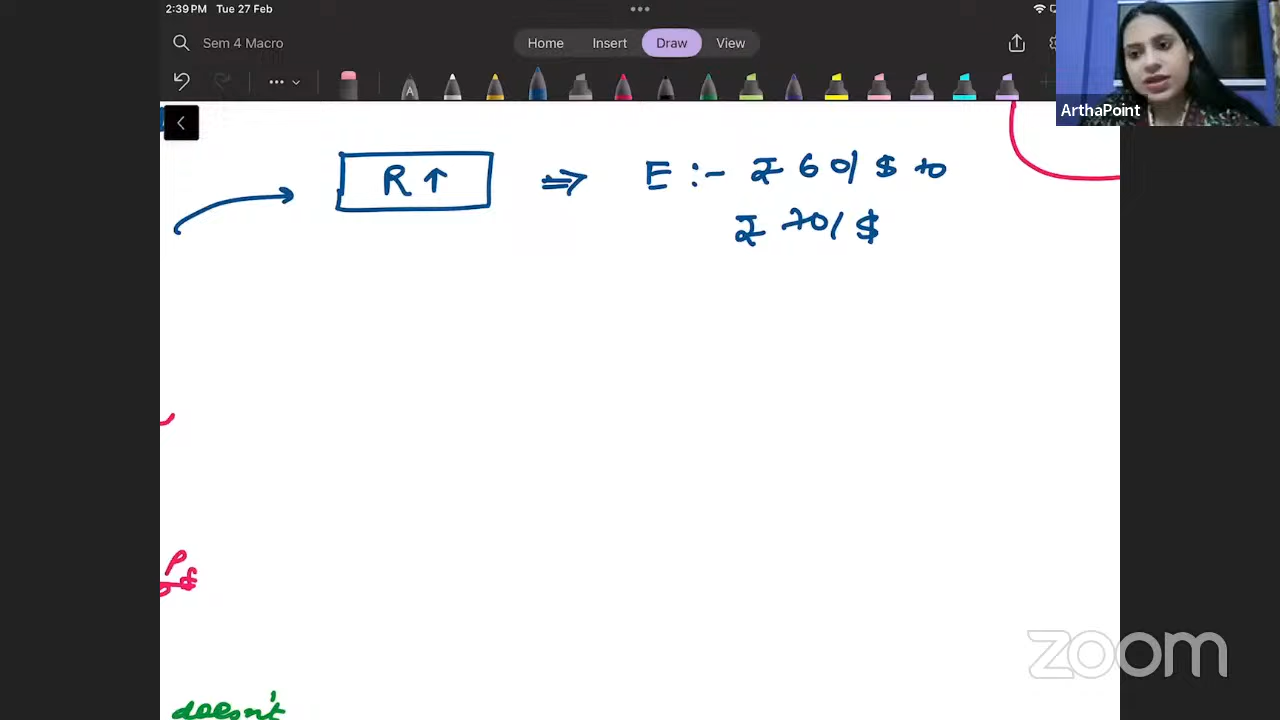 2:39 PM Tue 27 Feb
Sem 4 Macro
Home Insert Draw View
A
ArthaPoint
R ↑ ⇒ E :- ₹ 60/$ to
₹ 70/$
P
doesn't
zoom